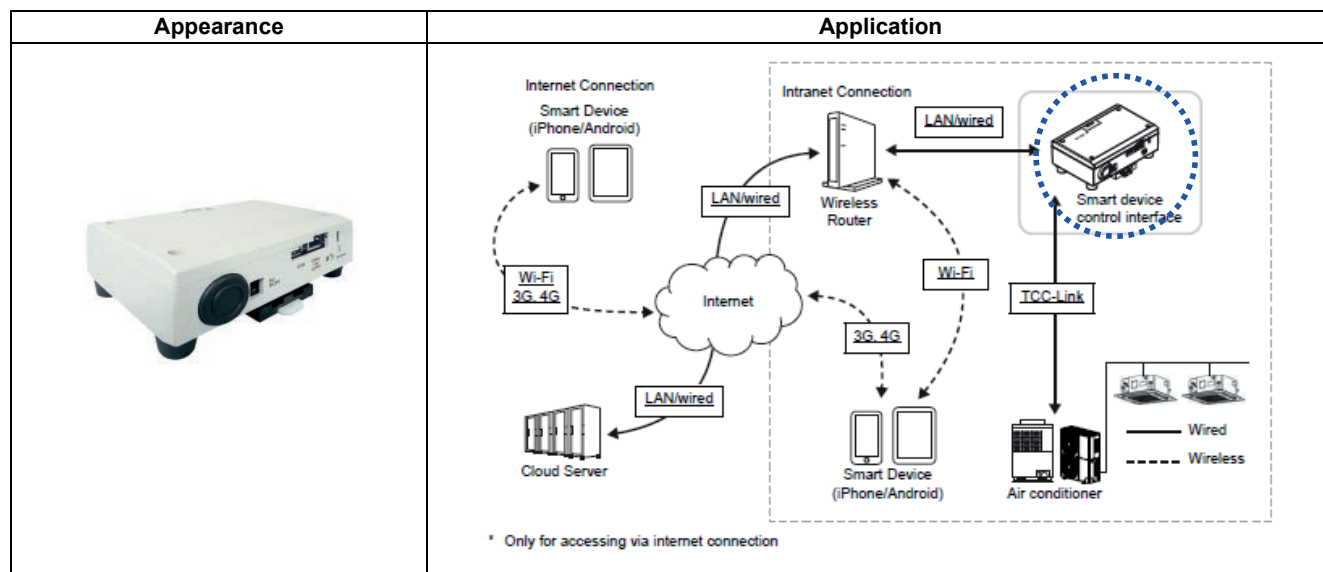 Appearance
Application
Internet Connection
Smart Device
(iPhone/Android)
Intranet Connection
LAN/wired
Wireless
Router
Smart device
control interface
LAN/wired
Wi-Fi
3G, 4G
Internet
Wi-Fi
TCC-Link
3G, 4G
LAN/wired
Cloud Server
Smart Device
(iPhone/Android)
Air conditioner
Wired
Wireless
* Only for accessing via internet connection